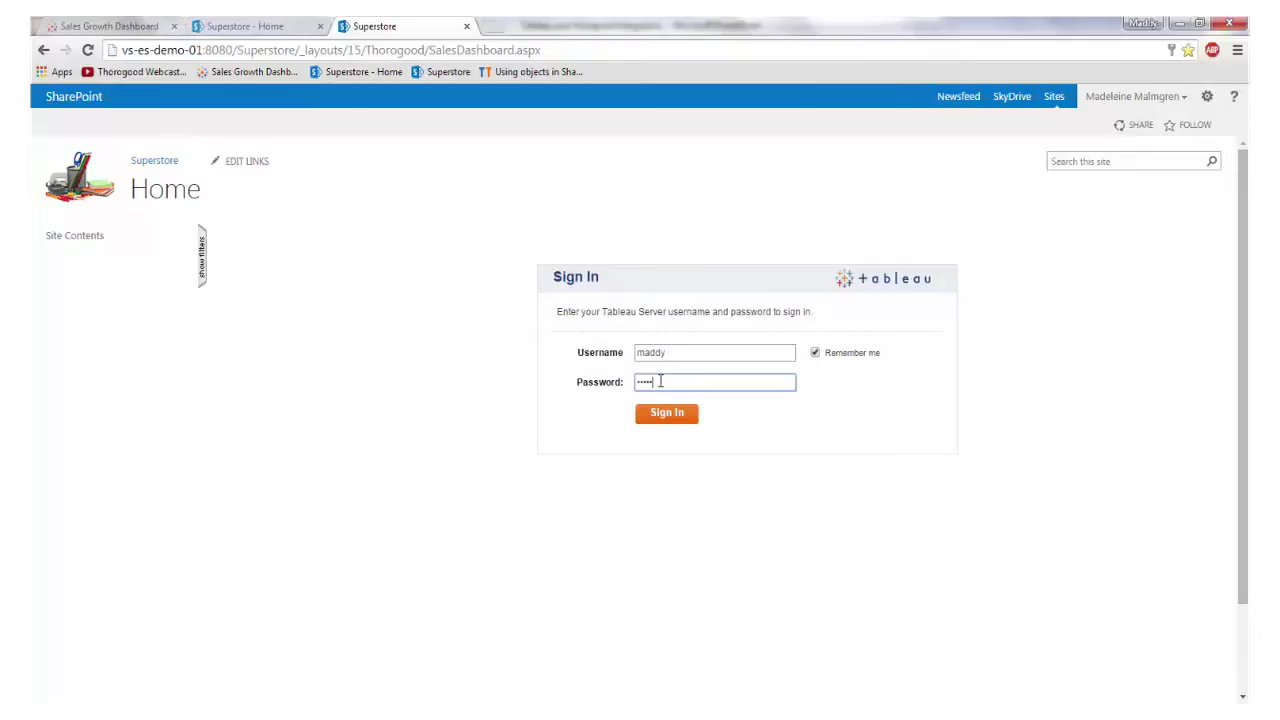 Sales Growth Dashboard
Superstore - Home
Superstore
Maddy
vs-es-demo-01:8080/Superstore/_layouts/15/Thorogood/SalesDashboard.aspx
ABP
Apps
Thorogood Webcast...
Sales Growth Dashb...
Superstore - Home
Superstore
Using objects in Sha...
SharePoint
Newsfeed
SkyDrive
Sites
Madeleine Malmgren
?
SHARE
FOLLOW
Superstore
EDIT LINKS
Search this site
Home
Site Contents
show filters
Sign In
+ a b l e a u
Enter your Tableau Server username and password to sign in.
Username
maddy
Remember me
Password:
•••••
Sign In